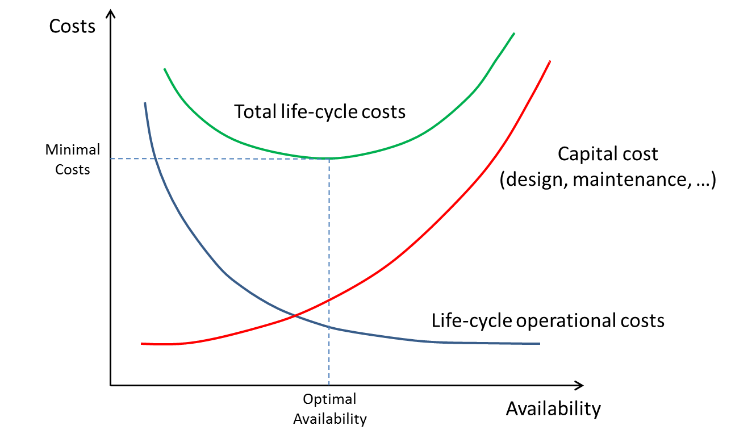 Costs
Total life-cycle costs
Minimal
Costs
Capital cost
(design, maintenance, ...)
Life-cycle operational costs
Optimal
Availability
Availability